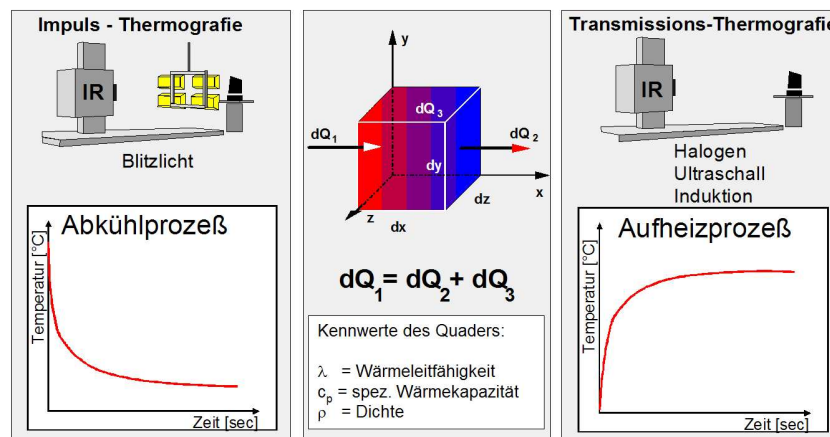 Impuls - Thermografie
IR
Blitzlicht
Abkühlprozeß
Temperatur [°C]
Zeit [sec]
y
dQ3
dQ1
dQ2
dy
x
z
dx
dz
dQ1= dQ2+ dQ3
Kennwerte des Quaders:
λ = Wärmeleitfähigkeit
cp = spez. Wärmekapazität
ρ = Dichte
Transmissions-Thermografie
IR
Halogen
Ultraschall
Induktion
Aufheizprozeß
Temperatur [°C]
Zeit [sec]